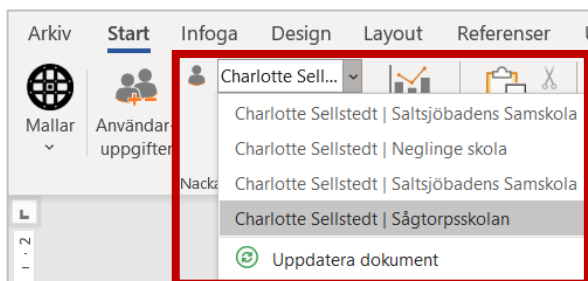 Arkiv Start Infoga Design Layout Referenser
Charlotte Sell...
Mallar Användar-
uppgifter
Charlotte Sellstedt | Saltsjöbadens Samskola
Charlotte Sellstedt | Neglinge skola
Nacka
Charlotte Sellstedt | Saltsjöbadens Samskola
Charlotte Sellstedt | Sågtorpsskolan
Uppdatera dokument
L
2